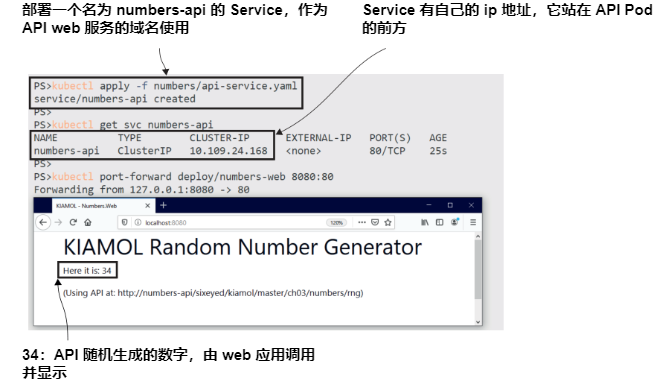 部署一个名为 numbers-api 的 Service，作为
API web 服务的域名使用
Service 有自己的 ip 地址，它站在 API Pod
的前方
PS>kubectl apply -f numbers/api-service.yaml
service/numbers-api created
PS>
PS>kubectl get svc numbers-api
NAME TYPE CLUSTER-IP EXTERNAL-IP PORT(S) AGE
numbers-api ClusterIP 10.109.24.168 <none> 80/TCP 25s
PS>
PS>kubectl port-forward deploy/numbers-web 8080:80
Forwarding from 127.0.0.1:8080 -> 80
KIAMOL - Numbers.Web
localhost:8080
120%
KIAMOL Random Number Generator
Here it is: 34
(Using API at: http://numbers-api/sixeyed/kiamol/master/ch03/numbers/rng)
34：API 随机生成的数字，由 web 应用调用
并显示